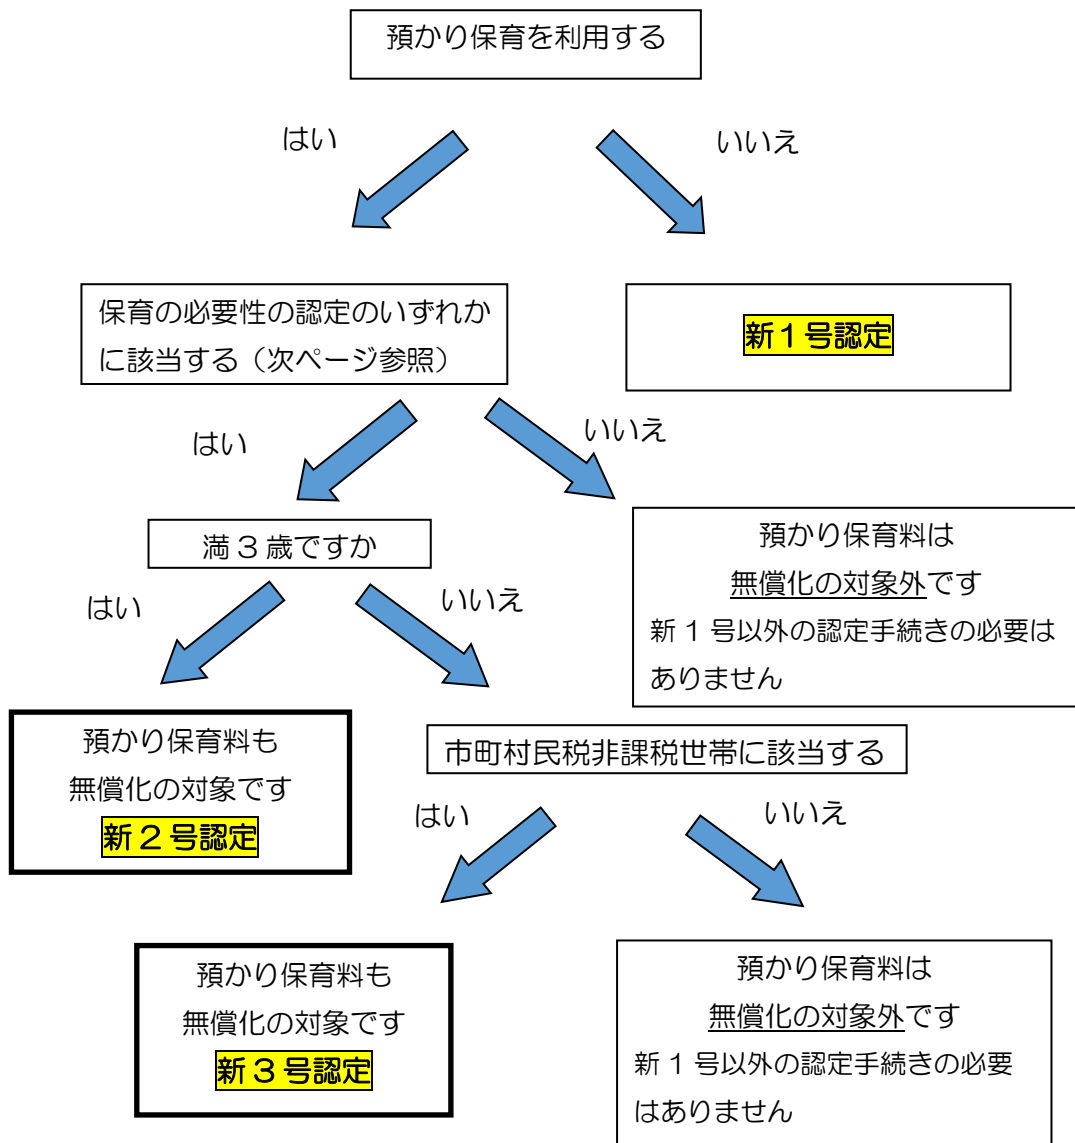 預かり保育を利用する
はい
いいえ
保育の必要性の認定のいずれか
に該当する（次ページ参照）
新１号認定
はい
いいえ
満３歳ですか
預かり保育料は
無償化の対象外です
新１号以外の認定手続きの必要は
ありません
はい
いいえ
預かり保育料も
無償化の対象です
新２号認定
市町村民税非課税世帯に該当する
はい
いいえ
預かり保育料も
無償化の対象です
新３号認定
預かり保育料は
無償化の対象外です
新１号以外の認定手続きの必要
はありません